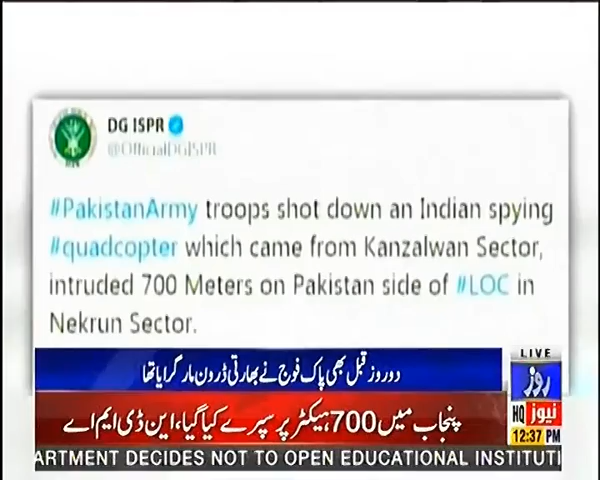 DG ISPR
@OfficialDGISPR
#PakistanArmy troops shot down an Indian spying
#quadcopter which came from Kanzalwan Sector,
intruded 700 Meters on Pakistan side of #LOC in
Nekrun Sector.
دو روز قبل بھی پاک فوج نے بھارتی ڈرون مار گرایا تھا
LIVE
روز
HQ نیوز
پنجاب میں 700 ہیکٹر پر سپرے کیا گیا، این ڈی ایم اے
12:37 PM
ARTMENT DECIDES NOT TO OPEN EDUCATIONAL INSTITUTI